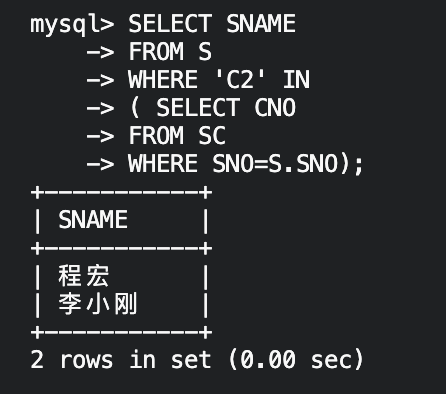 mysql> SELECT SNAME
    -> FROM S
    -> WHERE 'C2' IN
    -> ( SELECT CNO
    -> FROM SC
    -> WHERE SNO=S.SNO);
+-----------+
| SNAME     |
+-----------+
| 程宏      |
| 李小刚    |
+-----------+
2 rows in set (0.00 sec)